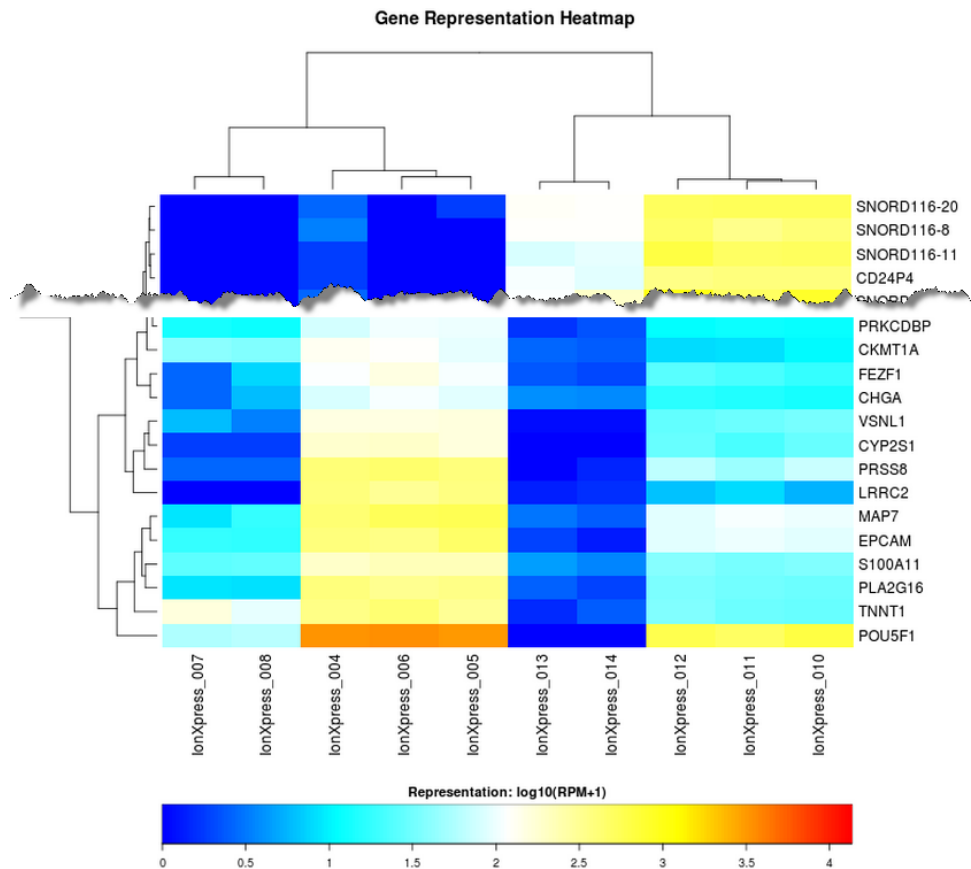 Gene Representation Heatmap
SNORD116-20
SNORD116-8
SNORD116-11
CD24P4
PRKCDBP
CKMT1A
FEZF1
CHGA
VSNL1
CYP2S1
PRSS8
LRRC2
MAP7
EPCAM
S100A11
PLA2G16
TNNT1
POU5F1
IonXpress_007
IonXpress_008
IonXpress_004
IonXpress_006
IonXpress_005
IonXpress_013
IonXpress_014
IonXpress_012
IonXpress_011
IonXpress_010
Representation: log10(RPM+1)
0 0.5 1 1.5 2 2.5 3 3.5 4